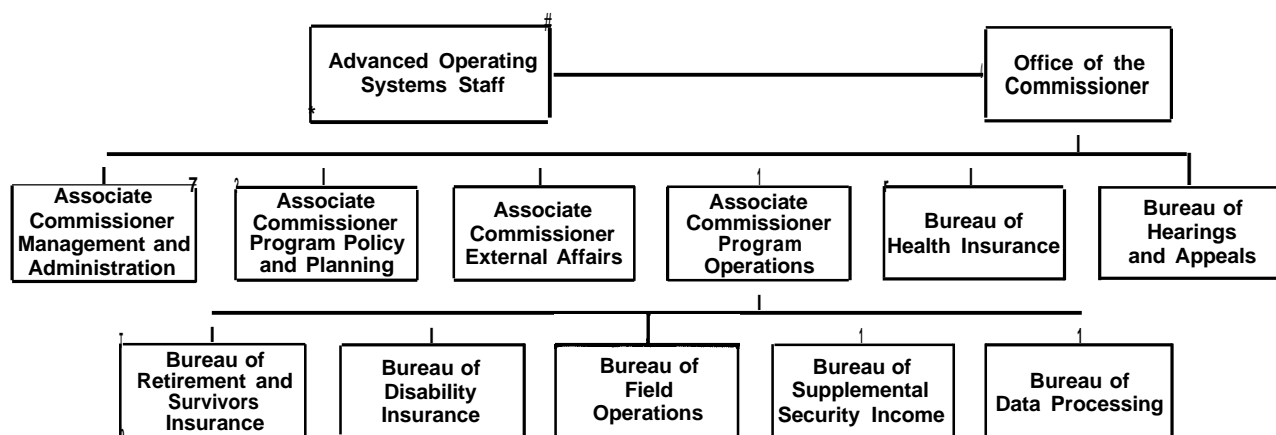 Advanced Operating
Systems Staff
Office of the
Commissioner
Associate
Commissioner
Management and
Administration
Associate
Commissioner
Program Policy
and Planning
Associate
Commissioner
External Affairs
Associate
Commissioner
Program
Operations
Bureau of
Health Insurance
Bureau of
Hearings
and Appeals
Bureau of
Retirement and
Survivors
Insurance
Bureau of
Disability
Insurance
Bureau of
Field
Operations
Bureau of
Supplemental
Security Income
Bureau of
Data Processing